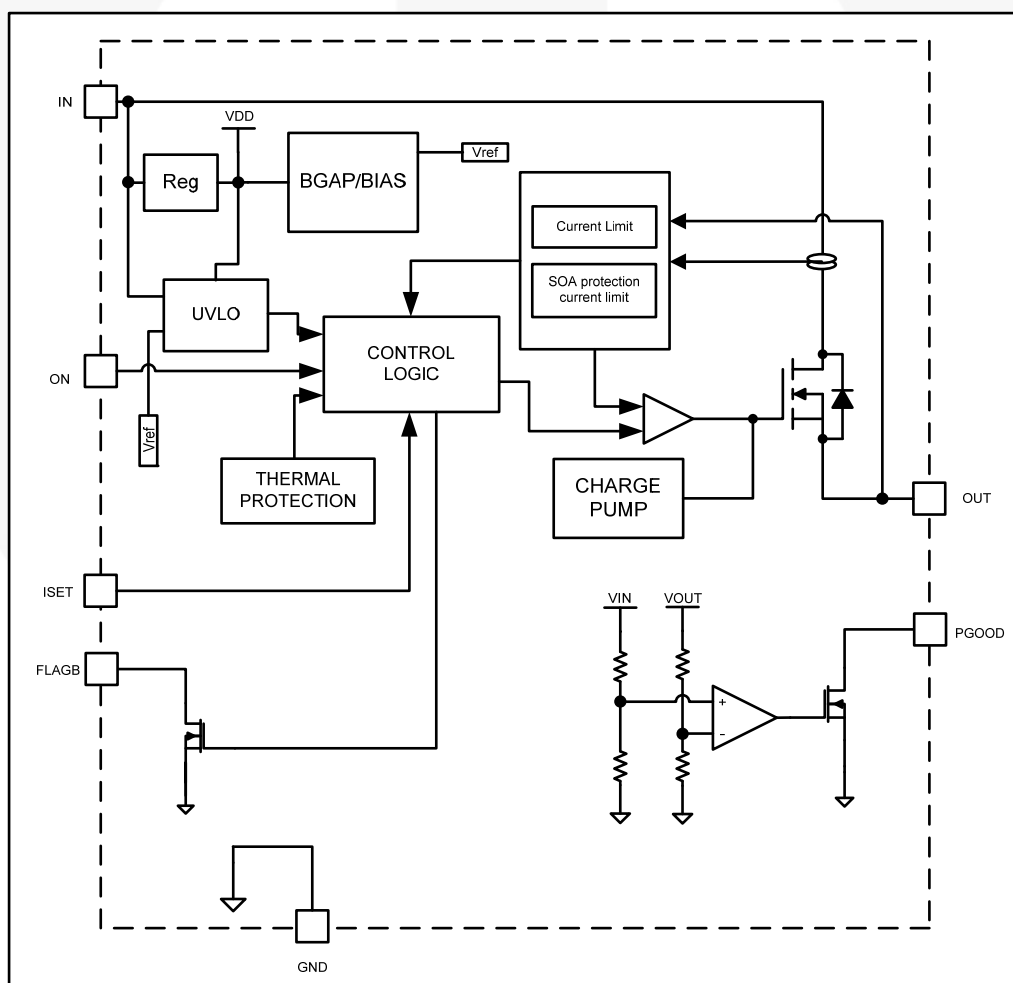 IN
VDD
Reg
BGAP/BIAS
Vref
Current Limit
SOA protection
current limit
UVLO
ON
CONTROL
LOGIC
Vref
THERMAL
PROTECTION
CHARGE
PUMP
OUT
ISET
VIN
VOUT
PGOOD
FLAGB
+
-
GND